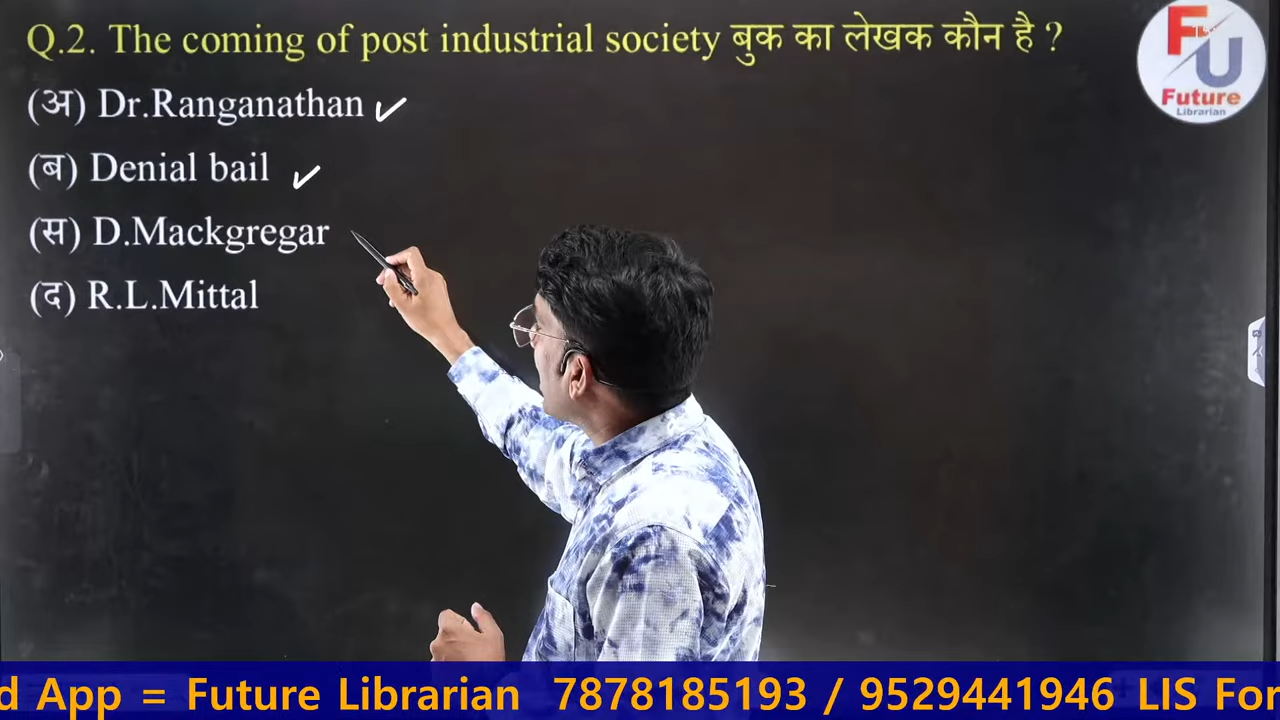 Q.2. The coming of post industrial society बुक का लेखक कौन है ?
(अ) Dr.Ranganathan
(ब) Denial bail
(स) D.Mackgregar
(द) R.L.Mittal
FU
Future
Librarian
d App = Future Librarian 7878185193 / 9529441946 LIS For